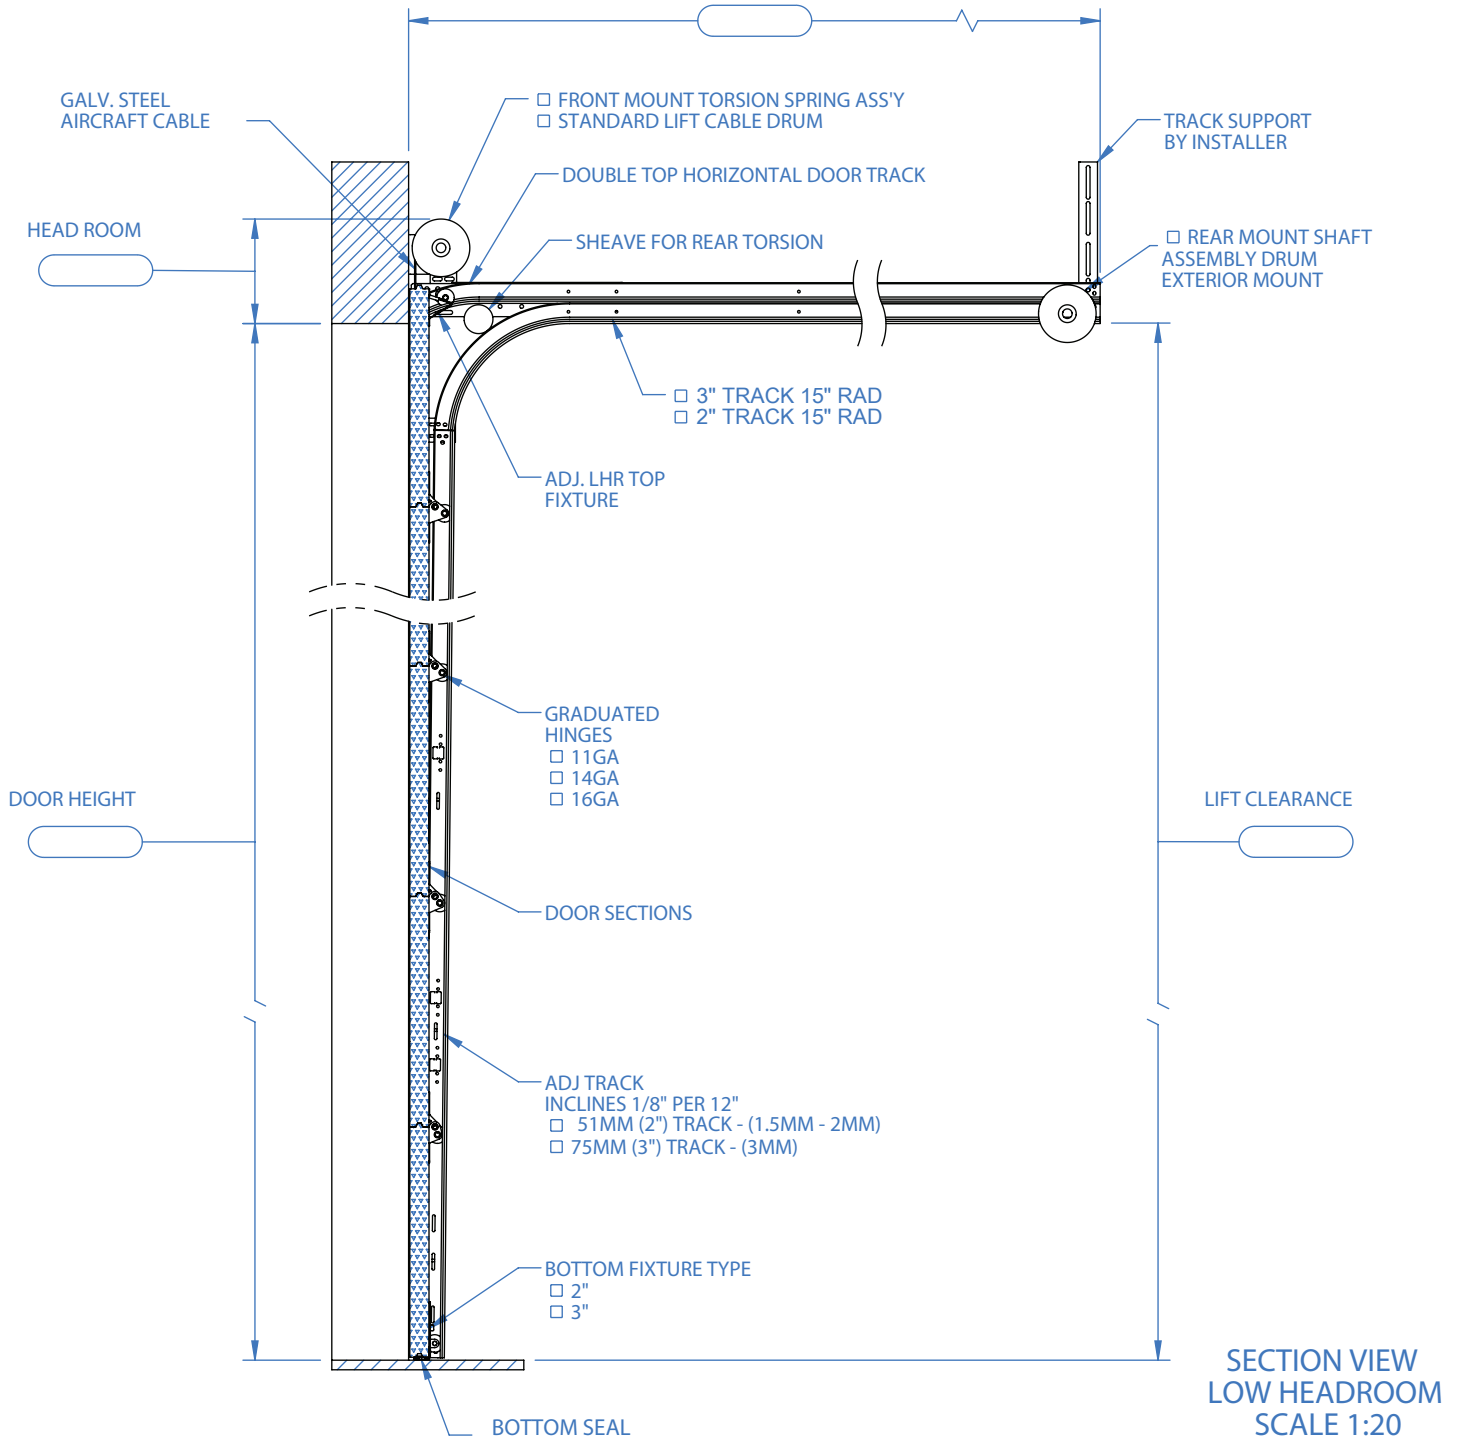 GALV. STEEL
AIRCRAFT CABLE
□ FRONT MOUNT TORSION SPRING ASS'Y
□ STANDARD LIFT CABLE DRUM
TRACK SUPPORT
BY INSTALLER
DOUBLE TOP HORIZONTAL DOOR TRACK
HEAD ROOM
SHEAVE FOR REAR TORSION
□ REAR MOUNT SHAFT
ASSEMBLY DRUM
EXTERIOR MOUNT
□ 3" TRACK 15" RAD
□ 2" TRACK 15" RAD
ADJ. LHR TOP
FIXTURE
GRADUATED
HINGES
□ 11GA
□ 14GA
□ 16GA
DOOR HEIGHT
LIFT CLEARANCE
DOOR SECTIONS
ADJ TRACK
INCLINES 1/8" PER 12"
□ 51MM (2") TRACK - (1.5MM - 2MM)
□ 75MM (3") TRACK - (3MM)
BOTTOM FIXTURE TYPE
□ 2"
□ 3"
BOTTOM SEAL
SECTION VIEW
LOW HEADROOM
SCALE 1:20